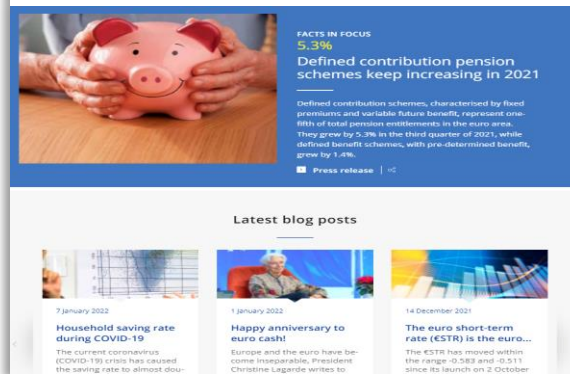 FACTS IN FOCUS
5.3%
Defined contribution pension
schemes keep increasing in 2021
Defined contribution schemes, characterised by fixed
premiums and variable future benefit, represent one-
fifth of total pension entitlements in the euro area.
They grew by 5.3% in the third quarter of 2021, while
defined benefit schemes, with pre-determined benefit,
grew by 1.4%.
Press release
Latest blog posts
7 January 2022
Household saving rate
during COVID-19
The current coronavirus
(COVID-19) crisis has caused
the saving rate to almost dou-
1 January 2022
Happy anniversary to
euro cash!
Europe and the euro have be-
come inseparable, President
Christine Lagarde writes to
14 December 2021
The euro short-term
rate (€STR) is the euro...
The €STR has moved within
the range -0.583 and -0.511
since its launch on 2 October